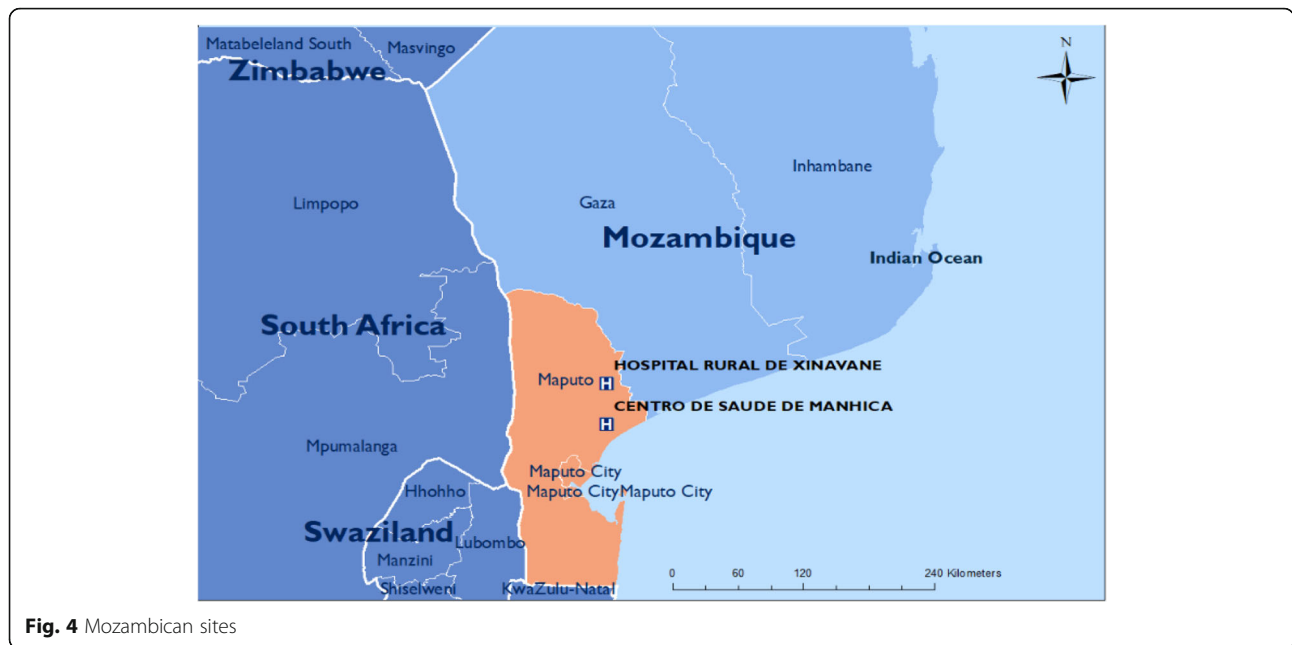 Matabeleland South
Masvingo
Zimbabwe
N
Inhambane
Limpopo
Gaza
Mozambique
Indian Ocean
South Africa
HOSPITAL RURAL DE XINAVANE
Maputo H
CENTRO DE SAUDE DE MANHICA
H
Mpumalanga
Maputo City
Hhohho
Maputo City Maputo City
Swaziland
Lubombo
Manzini
Shiselweni
KwaZulu-Natal
0 60 120 240 Kilometers
Fig. 4 Mozambican sites